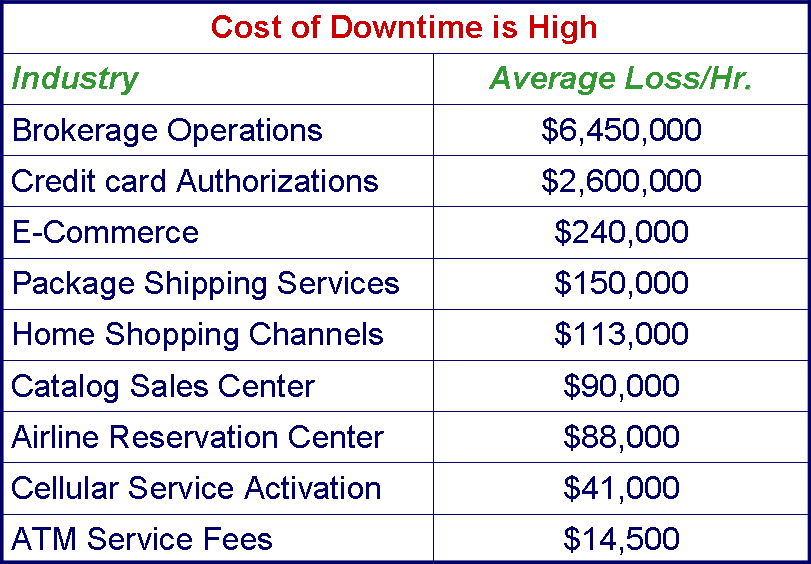 Cost of Downtime is High
Industry Average Loss/Hr.
Brokerage Operations $6,450,000
Credit card Authorizations $2,600,000
E-Commerce $240,000
Package Shipping Services $150,000
Home Shopping Channels $113,000
Catalog Sales Center $90,000
Airline Reservation Center $88,000
Cellular Service Activation $41,000
ATM Service Fees $14,500